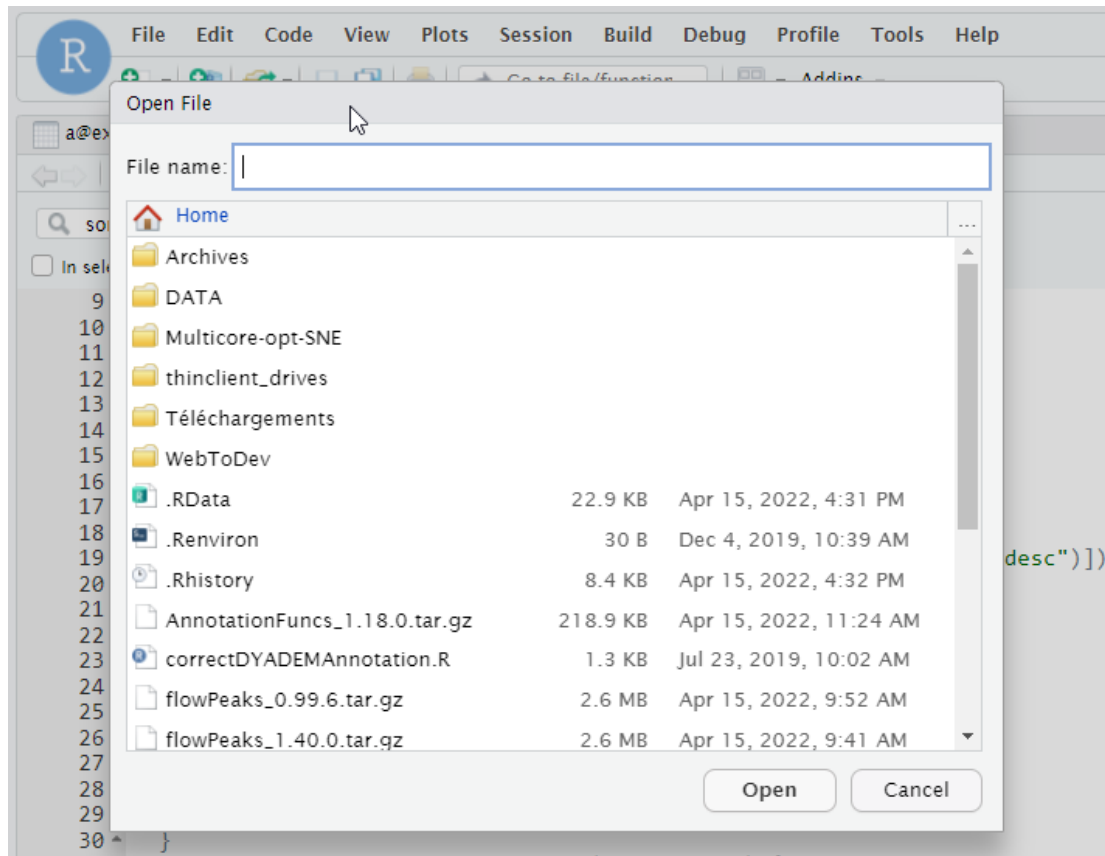 R
File Edit Code View Plots Session Build Debug Profile Tools Help
Go to file/function Addins
Open File
a@ex
File name:
Home
...
so
Archives
In sele
DATA
9
10
Multicore-opt-SNE
11
12
thinclient_drives
13
Téléchargements
14
15
WebToDev
16
.RData 22.9 KB Apr 15, 2022, 4:31 PM
17
18
.Renviron 30 B Dec 4, 2019, 10:39 AM
19
desc")])
20
.Rhistory 8.4 KB Apr 15, 2022, 4:32 PM
21
AnnotationFuncs_1.18.0.tar.gz 218.9 KB Apr 15, 2022, 11:24 AM
22
23
correctDYADEMAnnotation.R 1.3 KB Jul 23, 2019, 10:02 AM
24
flowPeaks_0.99.6.tar.gz 2.6 MB Apr 15, 2022, 9:52 AM
25
26
flowPeaks_1.40.0.tar.gz 2.6 MB Apr 15, 2022, 9:41 AM
27
28
Open Cancel
29
30 }